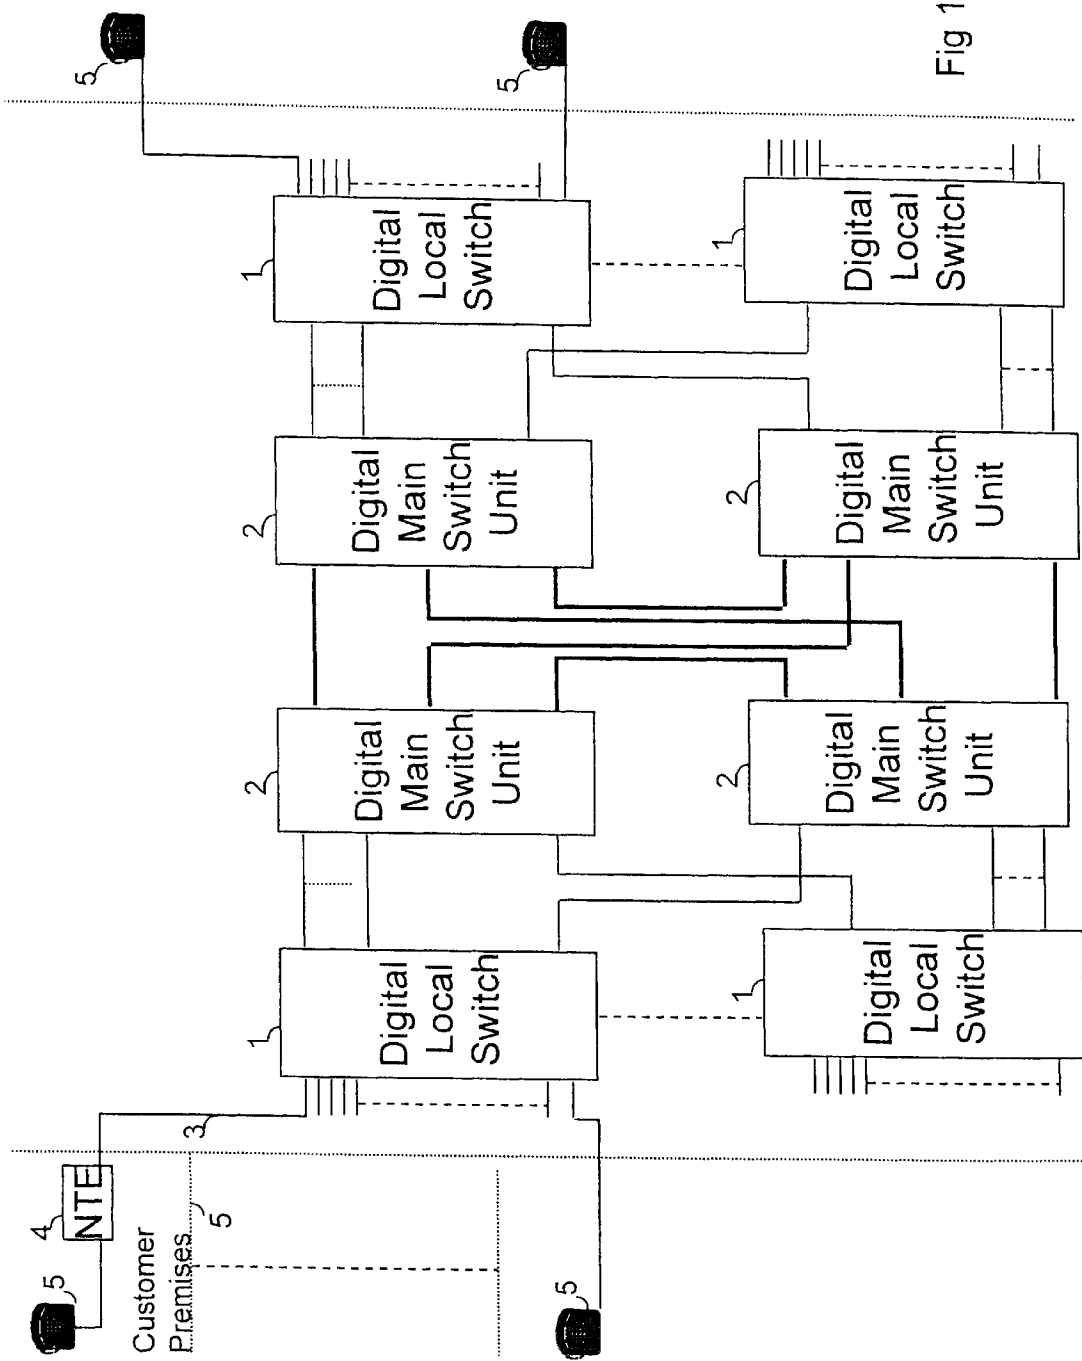 4
5
NTE
5
Customer
Premises
3
5
1
Digital
Local
Switch
2
Digital
Main
Switch
Unit
2
Digital
Main
Switch
Unit
1
Digital
Local
Switch
5
5
1
Digital
Local
Switch
2
Digital
Main
Switch
Unit
2
Digital
Main
Switch
Unit
1
Digital
Local
Switch
Fig 1